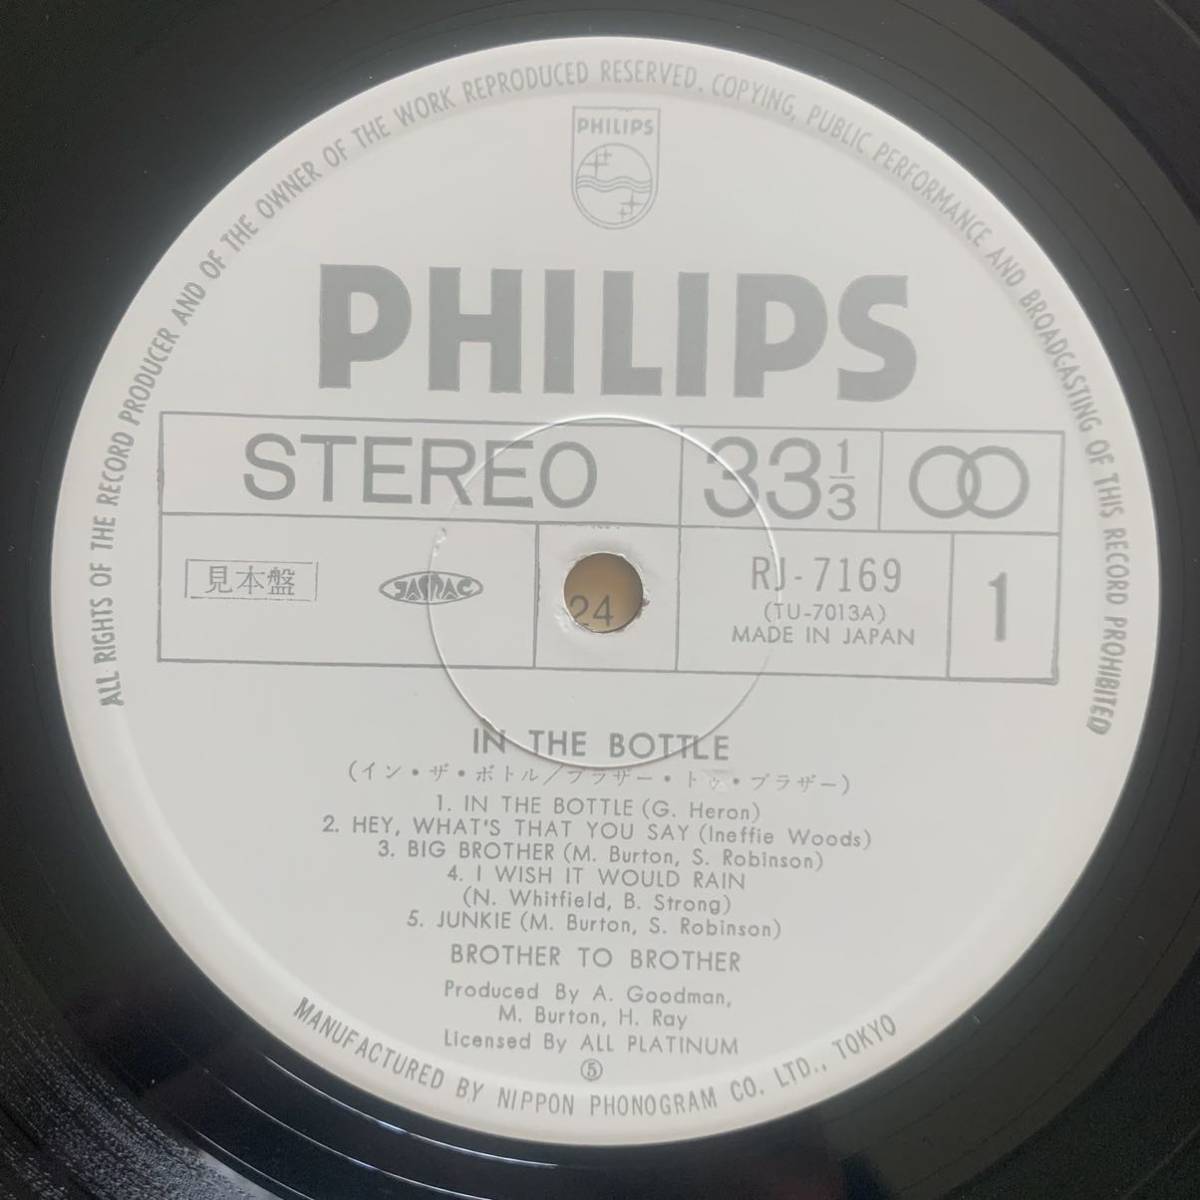 ALL RIGHTS OF THE RECORD PRODUCER AND OF THE OWNER OF THE WORK REPRODUCED RESERVED. COPYING, PUBLIC PERFORMANCE AND BROADCASTING OF THIS RECORD PROHIBITED
PHILIPS
PHILIPS
STEREO
33 1/3
見本盤
JASRAC
24
RJ-7169
(TU-7013A)
MADE IN JAPAN
1
IN THE BOTTLE
(イン・ザ・ボトル/ブラザー・トゥ・ブラザー)
1. IN THE BOTTLE (G. Heron)
2. HEY, WHAT'S THAT YOU SAY (Ineffie Woods)
3. BIG BROTHER (M. Burton, S. Robinson)
4. I WISH IT WOULD RAIN
(N. Whitfield, B. Strong)
5. JUNKIE (M. Burton, S. Robinson)
BROTHER TO BROTHER
Produced By A. Goodman,
M. Burton, H. Ray
Licensed By ALL PLATINUM
⑤
MANUFACTURED BY NIPPON PHONOGRAM CO. LTD., TOKYO